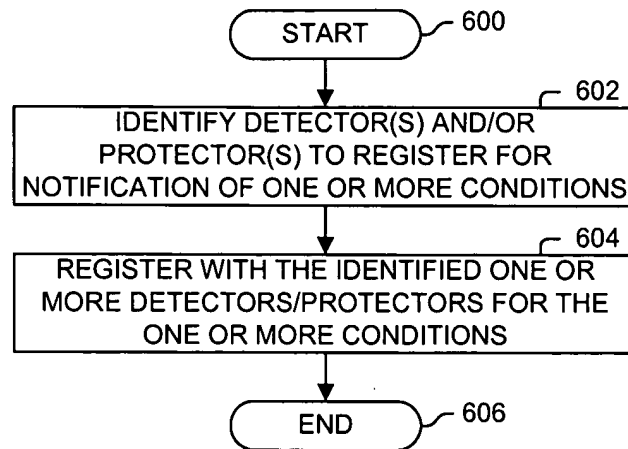 START
600
602
IDENTIFY DETECTOR(S) AND/OR
PROTECTOR(S) TO REGISTER FOR
NOTIFICATION OF ONE OR MORE CONDITIONS
604
REGISTER WITH THE IDENTIFIED ONE OR
MORE DETECTORS/PROTECTORS FOR THE
ONE OR MORE CONDITIONS
END
606